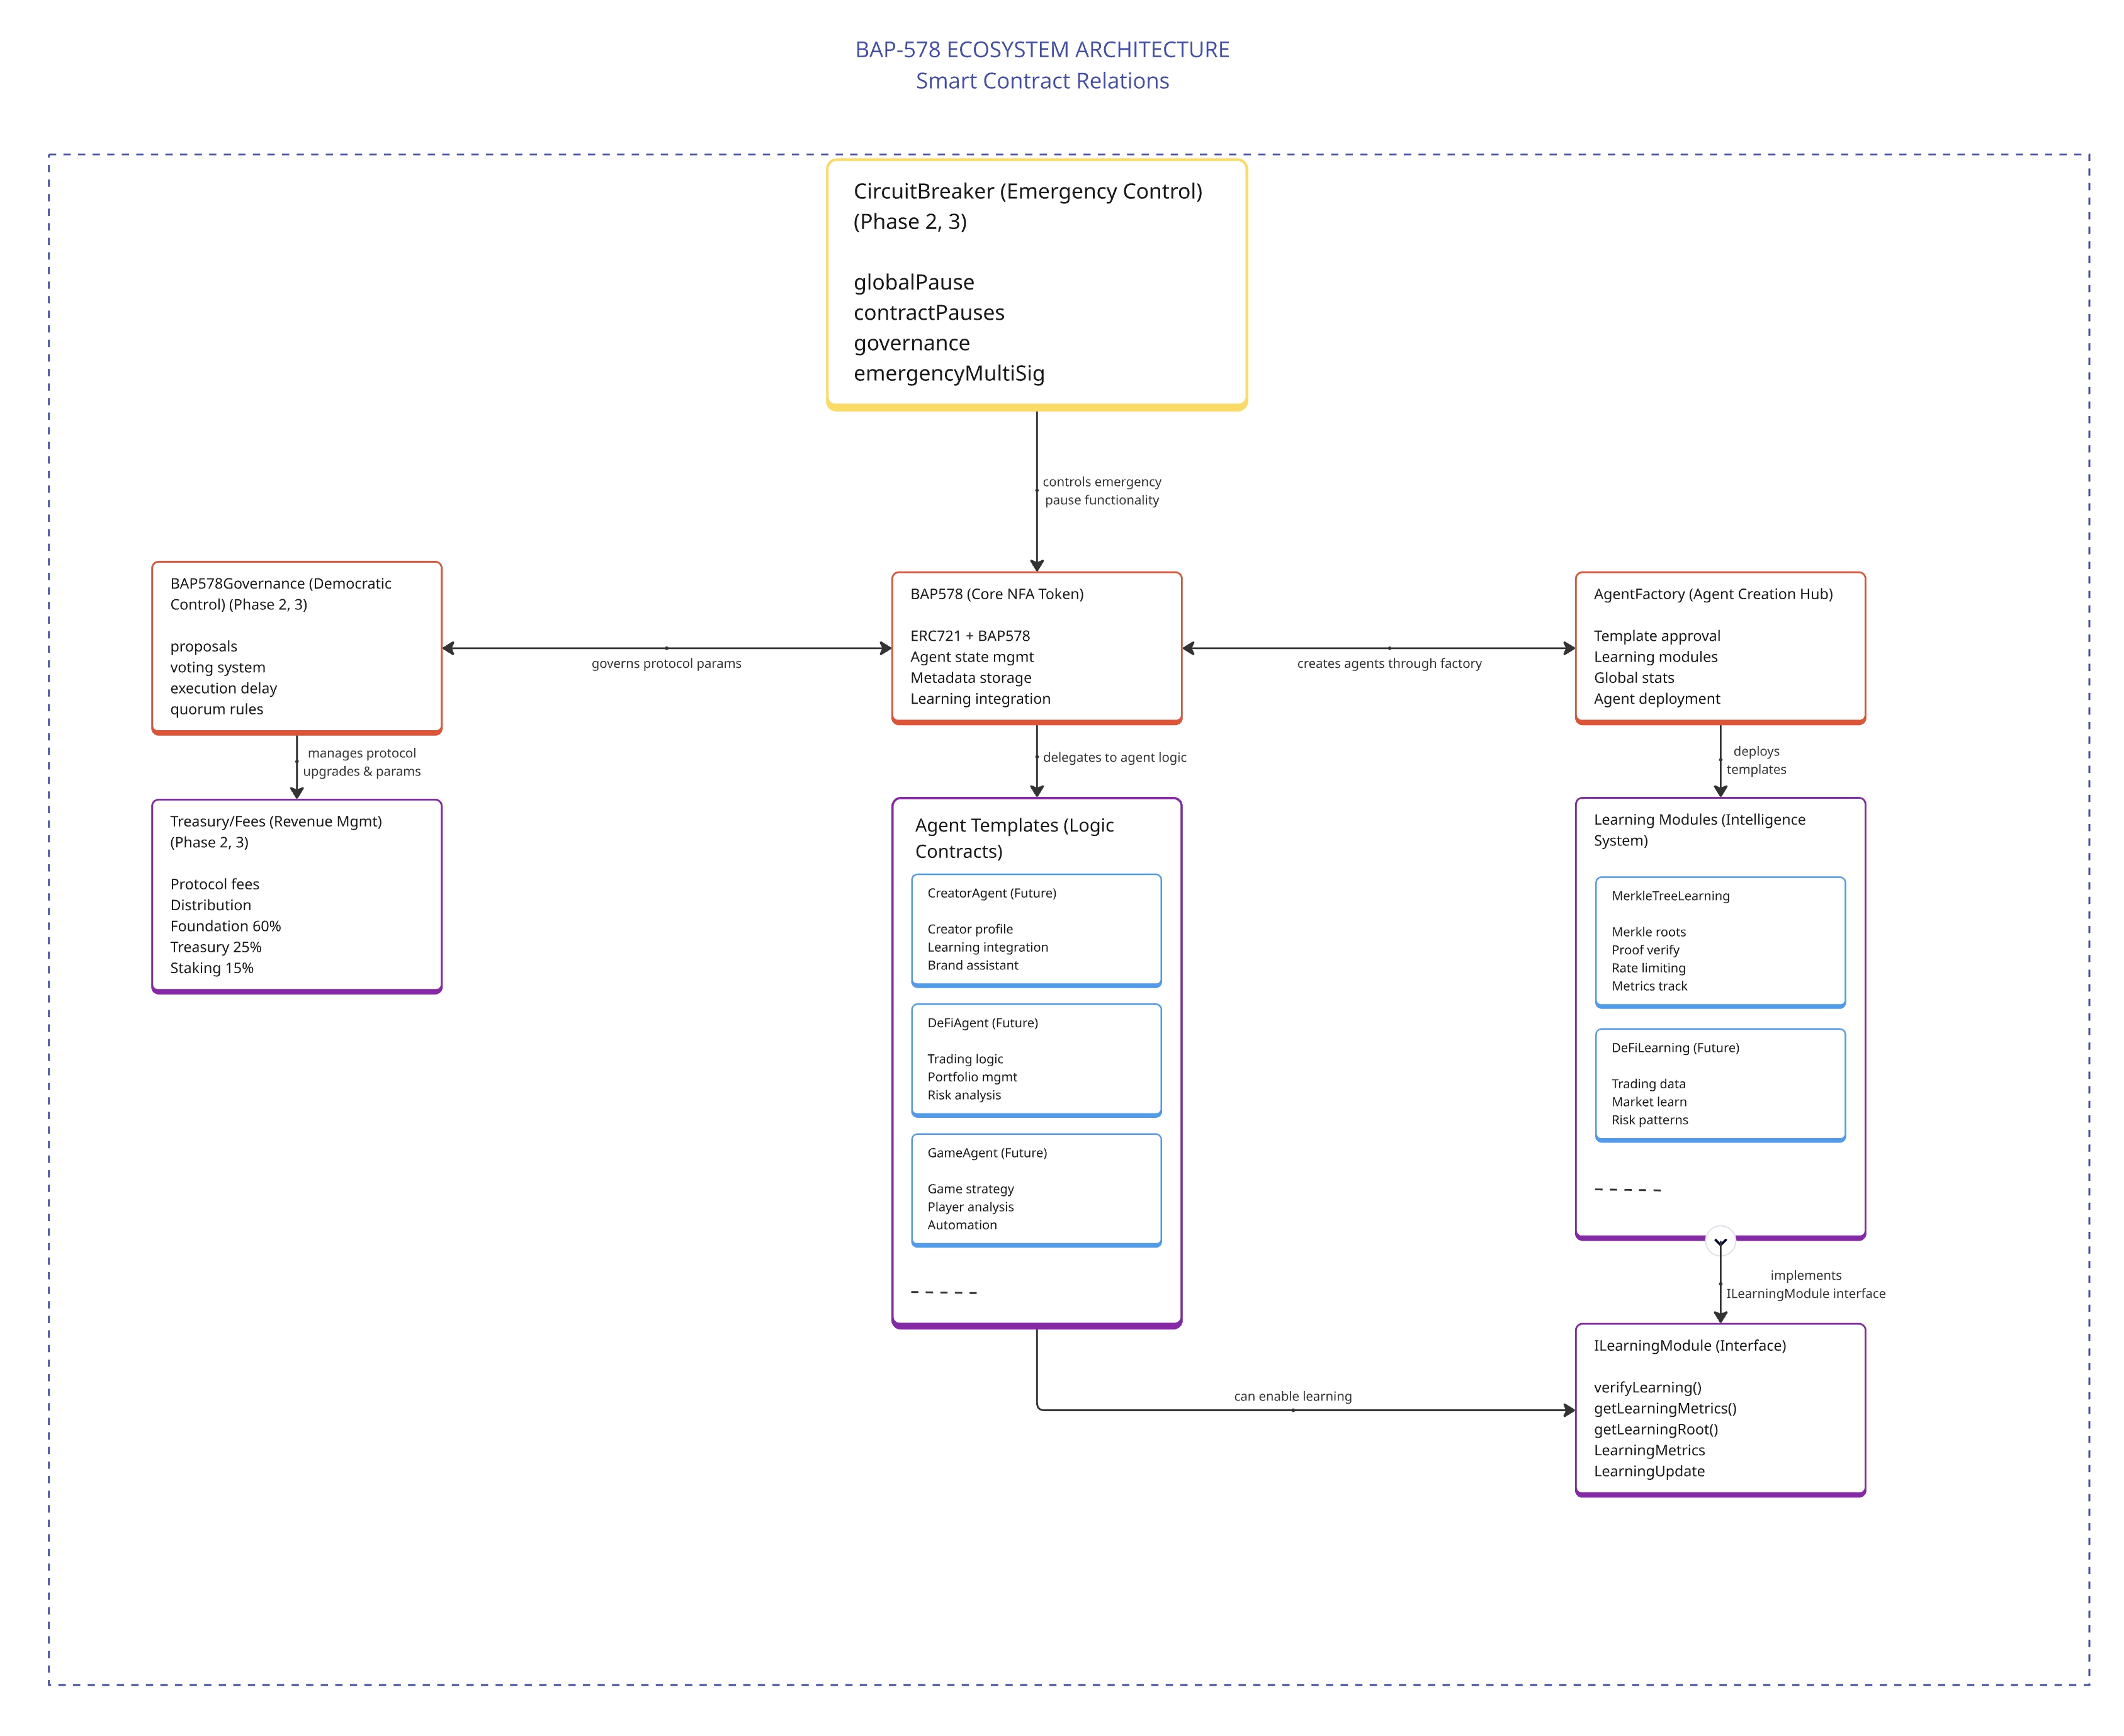 BAP-578 ECOSYSTEM ARCHITECTURE
Smart Contract Relations
CircuitBreaker (Emergency Control)
(Phase 2, 3)
globalPause
contractPauses
governance
emergencyMultiSig
controls emergency
pause functionality
BAP578Governance (Democratic
Control) (Phase 2, 3)
proposals
voting system
execution delay
quorum rules
governs protocol params
BAP578 (Core NFA Token)
ERC721 + BAP578
Agent state mgmt
Metadata storage
Learning integration
creates agents through factory
AgentFactory (Agent Creation Hub)
Template approval
Learning modules
Global stats
Agent deployment
manages protocol
upgrades & params
delegates to agent logic
deploys
templates
Treasury/Fees (Revenue Mgmt)
(Phase 2, 3)
Protocol fees
Distribution
Foundation 60%
Treasury 25%
Staking 15%
Agent Templates (Logic
Contracts)
CreatorAgent (Future)
Creator profile
Learning integration
Brand assistant
DeFiAgent (Future)
Trading logic
Portfolio mgmt
Risk analysis
GameAgent (Future)
Game strategy
Player analysis
Automation
Learning Modules (Intelligence
System)
MerkleTreeLearning
Merkle roots
Proof verify
Rate limiting
Metrics track
DeFiLearning (Future)
Trading data
Market learn
Risk patterns
implements
ILearningModule interface
can enable learning
ILearningModule (Interface)
verifyLearning()
getLearningMetrics()
getLearningRoot()
LearningMetrics
LearningUpdate